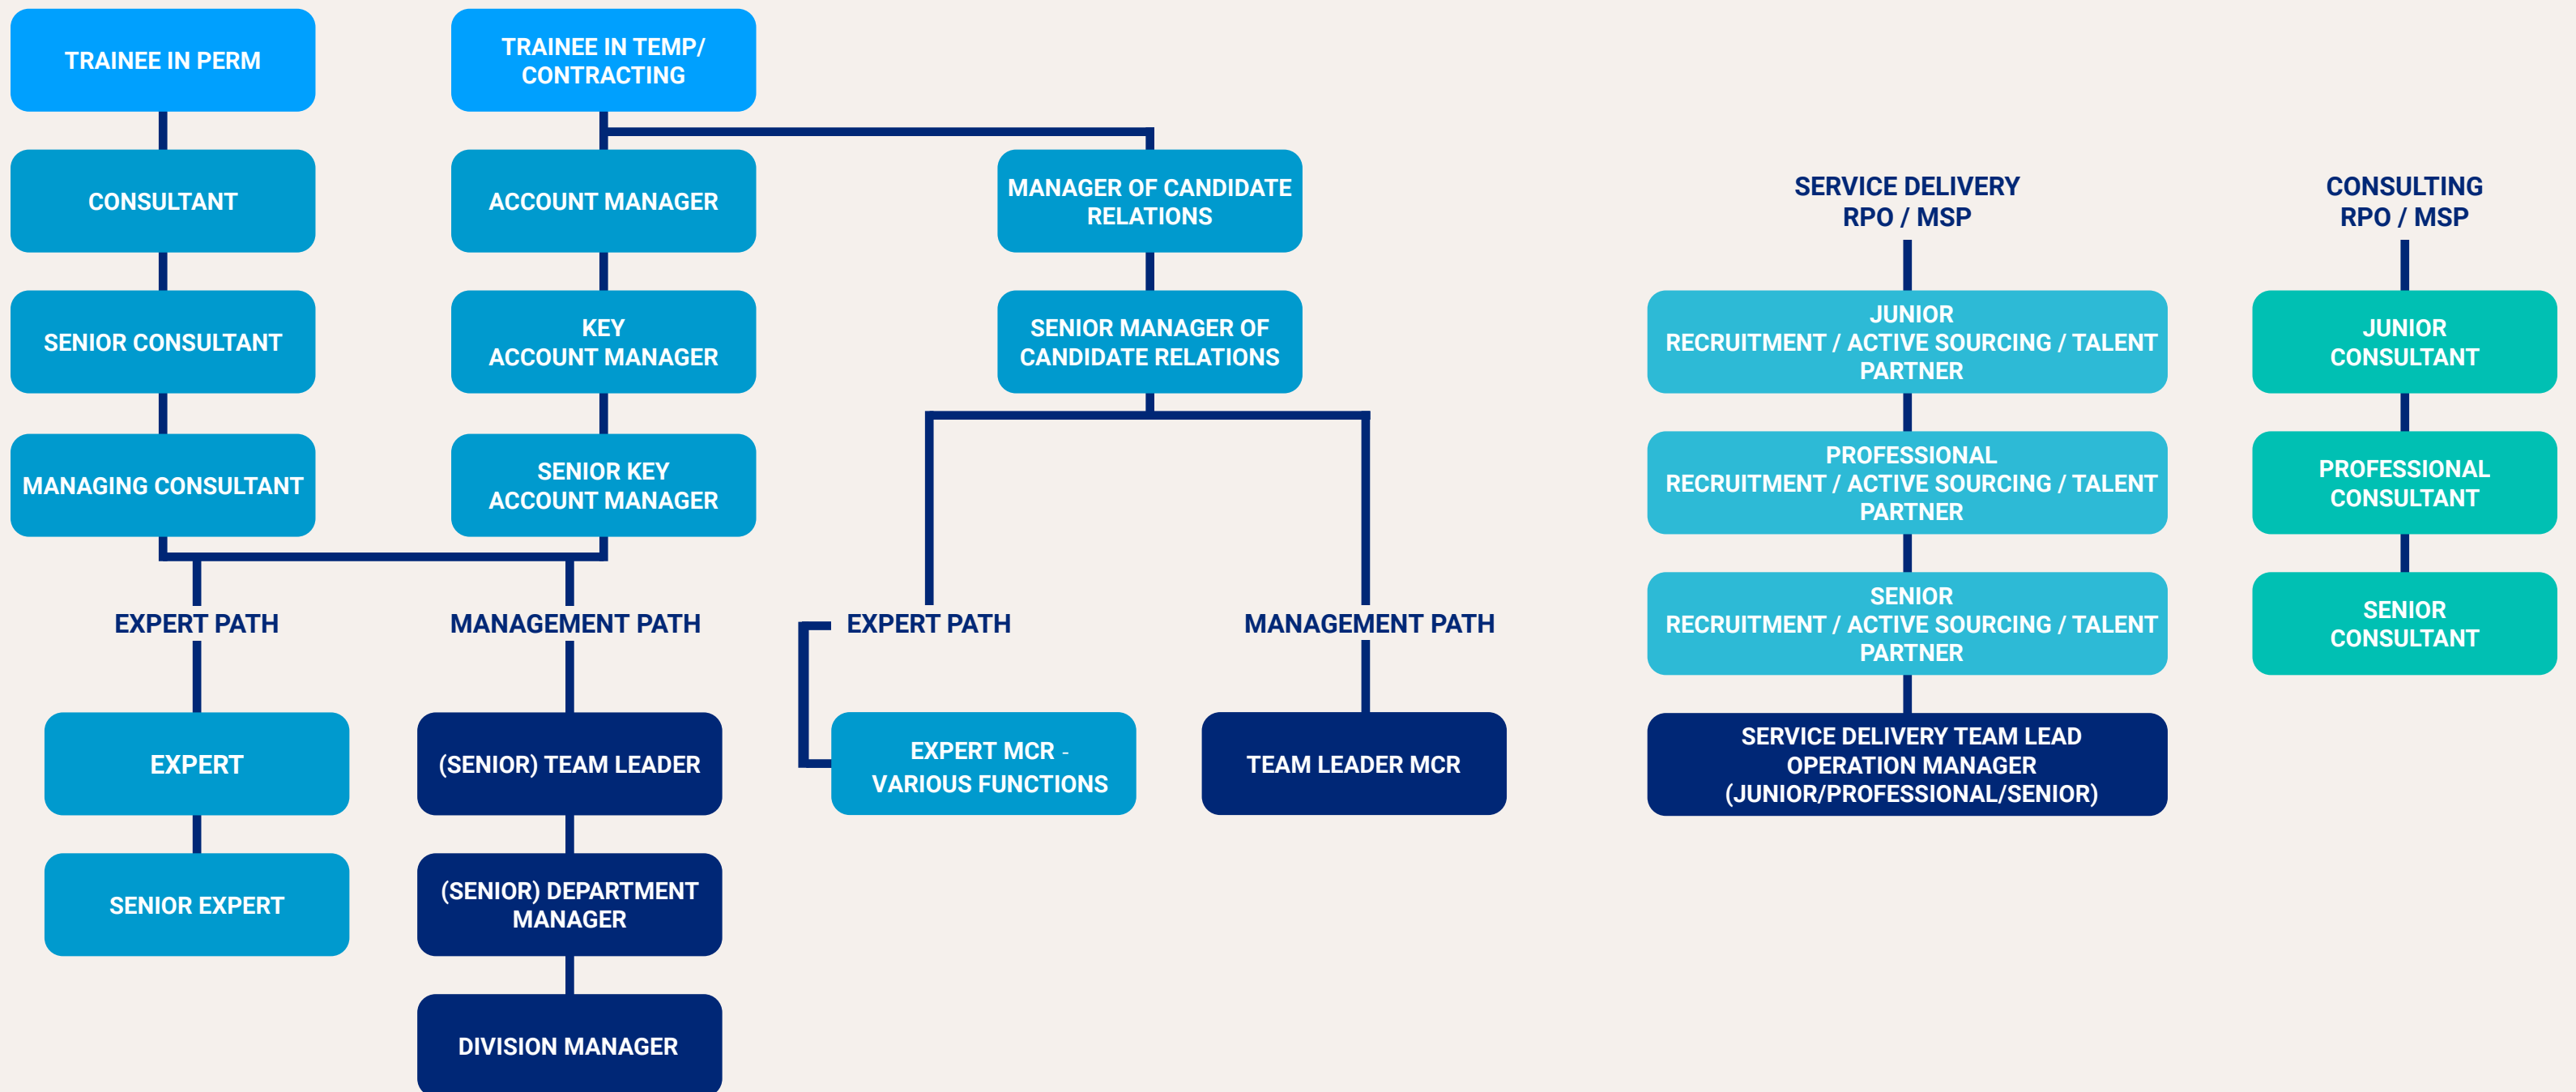 TRAINEE IN PERM
CONSULTANT
SENIOR CONSULTANT
MANAGING CONSULTANT
TRAINEE IN TEMP/
CONTRACTING
ACCOUNT MANAGER
KEY
ACCOUNT MANAGER
SENIOR KEY
ACCOUNT MANAGER
EXPERT PATH
EXPERT
SENIOR EXPERT
MANAGEMENT PATH
(SENIOR) TEAM LEADER
(SENIOR) DEPARTMENT
MANAGER
DIVISION MANAGER
MANAGER OF CANDIDATE
RELATIONS
SENIOR MANAGER OF
CANDIDATE RELATIONS
EXPERT PATH
EXPERT MCR -
VARIOUS FUNCTIONS
MANAGEMENT PATH
TEAM LEADER MCR
SERVICE DELIVERY
RPO / MSP
JUNIOR
RECRUITMENT / ACTIVE SOURCING / TALENT
PARTNER
PROFESSIONAL
RECRUITMENT / ACTIVE SOURCING / TALENT
PARTNER
SENIOR
RECRUITMENT / ACTIVE SOURCING / TALENT
PARTNER
SERVICE DELIVERY TEAM LEAD
OPERATION MANAGER
(JUNIOR/PROFESSIONAL/SENIOR)
CONSULTING
RPO / MSP
JUNIOR
CONSULTANT
PROFESSIONAL
CONSULTANT
SENIOR
CONSULTANT